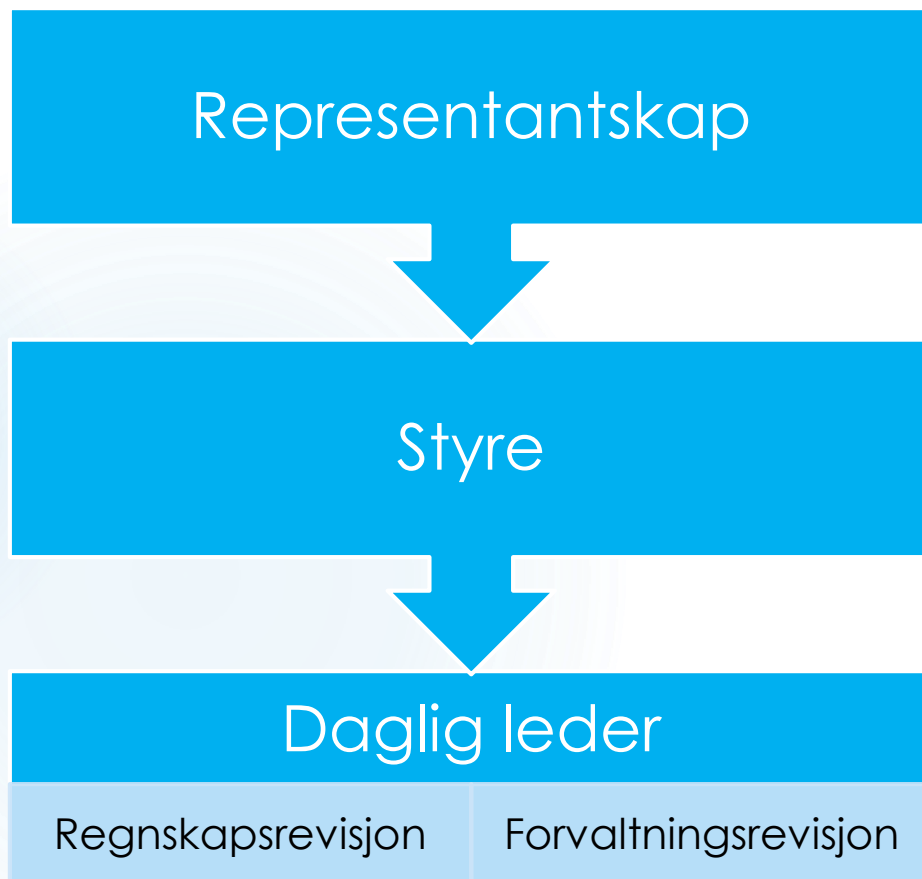 Representantskap
Styre
Daglig leder
Regnskapsrevisjon
Forvaltningsrevisjon